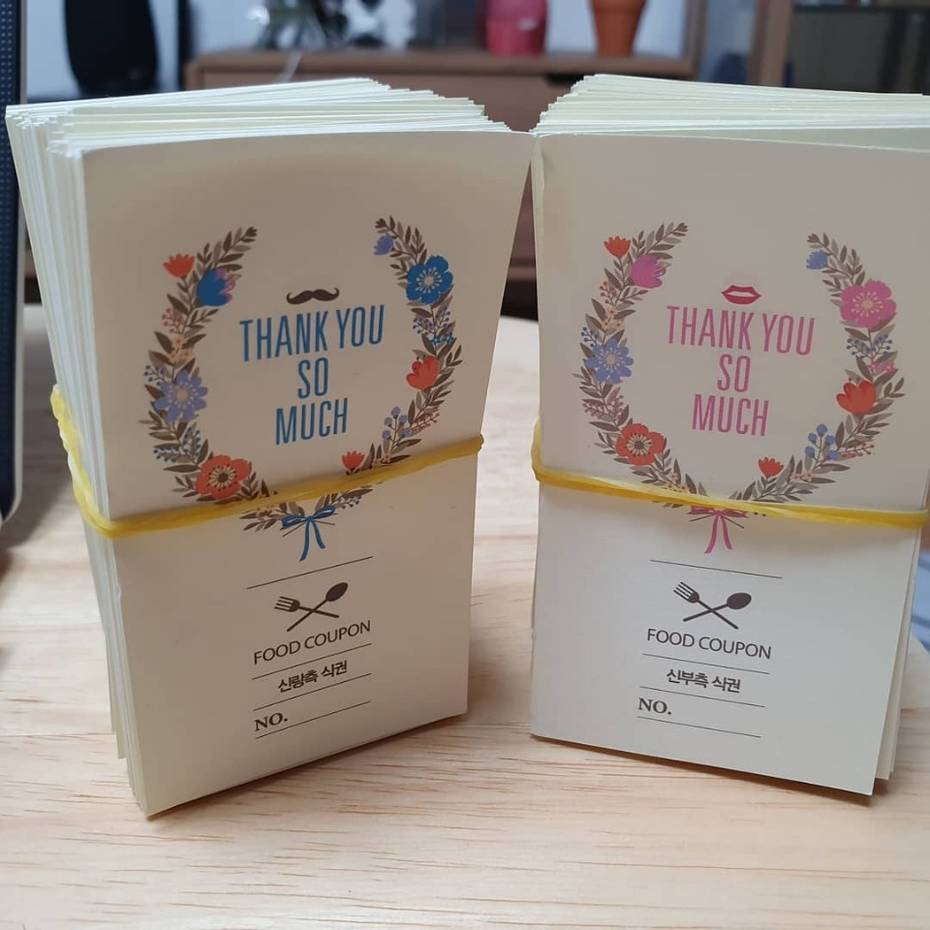 THANK YOU
SO
MUCH
FOOD COUPON
신랑측 식권
NO.
THANK YOU
SO
MUCH
FOOD COUPON
신부측 식권
NO.